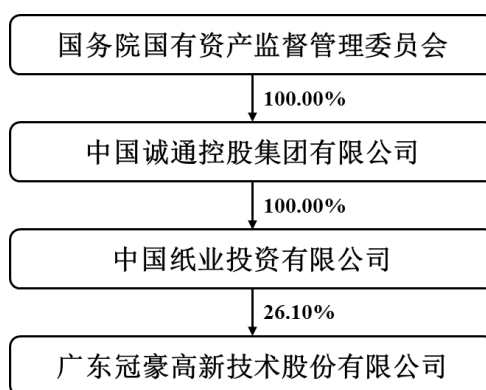 国务院国有资产监督管理委员会
100.00%
中国诚通控股集团有限公司
100.00%
中国纸业投资有限公司
26.10%
广东冠豪高新技术股份有限公司